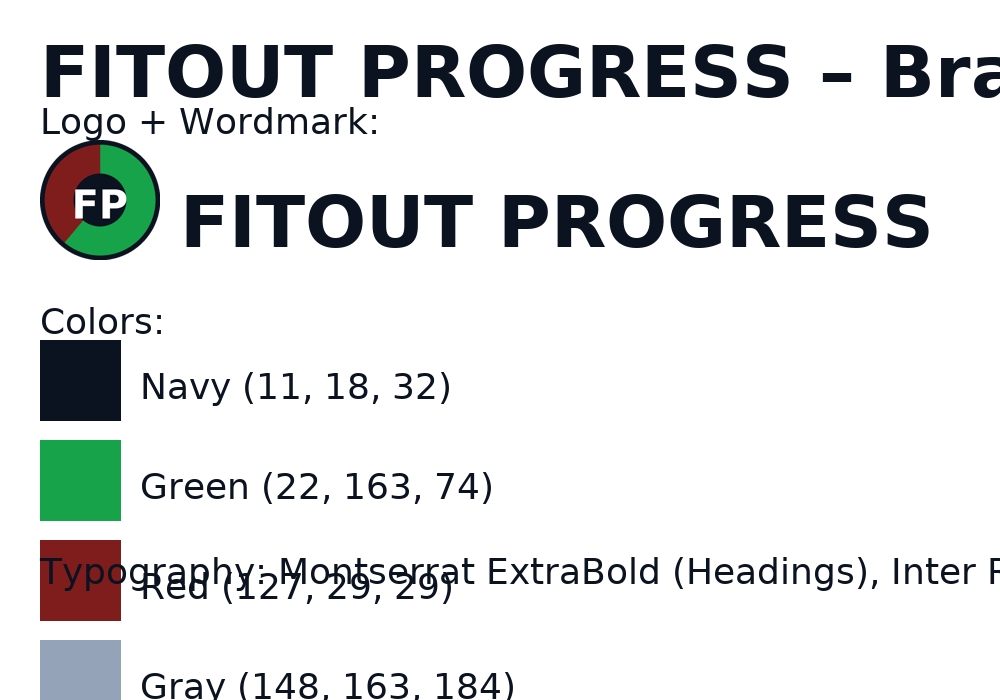 FITOUT PROGRESS – Bra
Logo + Wordmark:
FP
FITOUT PROGRESS
Colors:
Navy (11, 18, 32)
Green (22, 163, 74)
Typography: Montserrat ExtraBold (Headings), Inter
Red (127, 29, 29)
Gray (148, 163, 184)